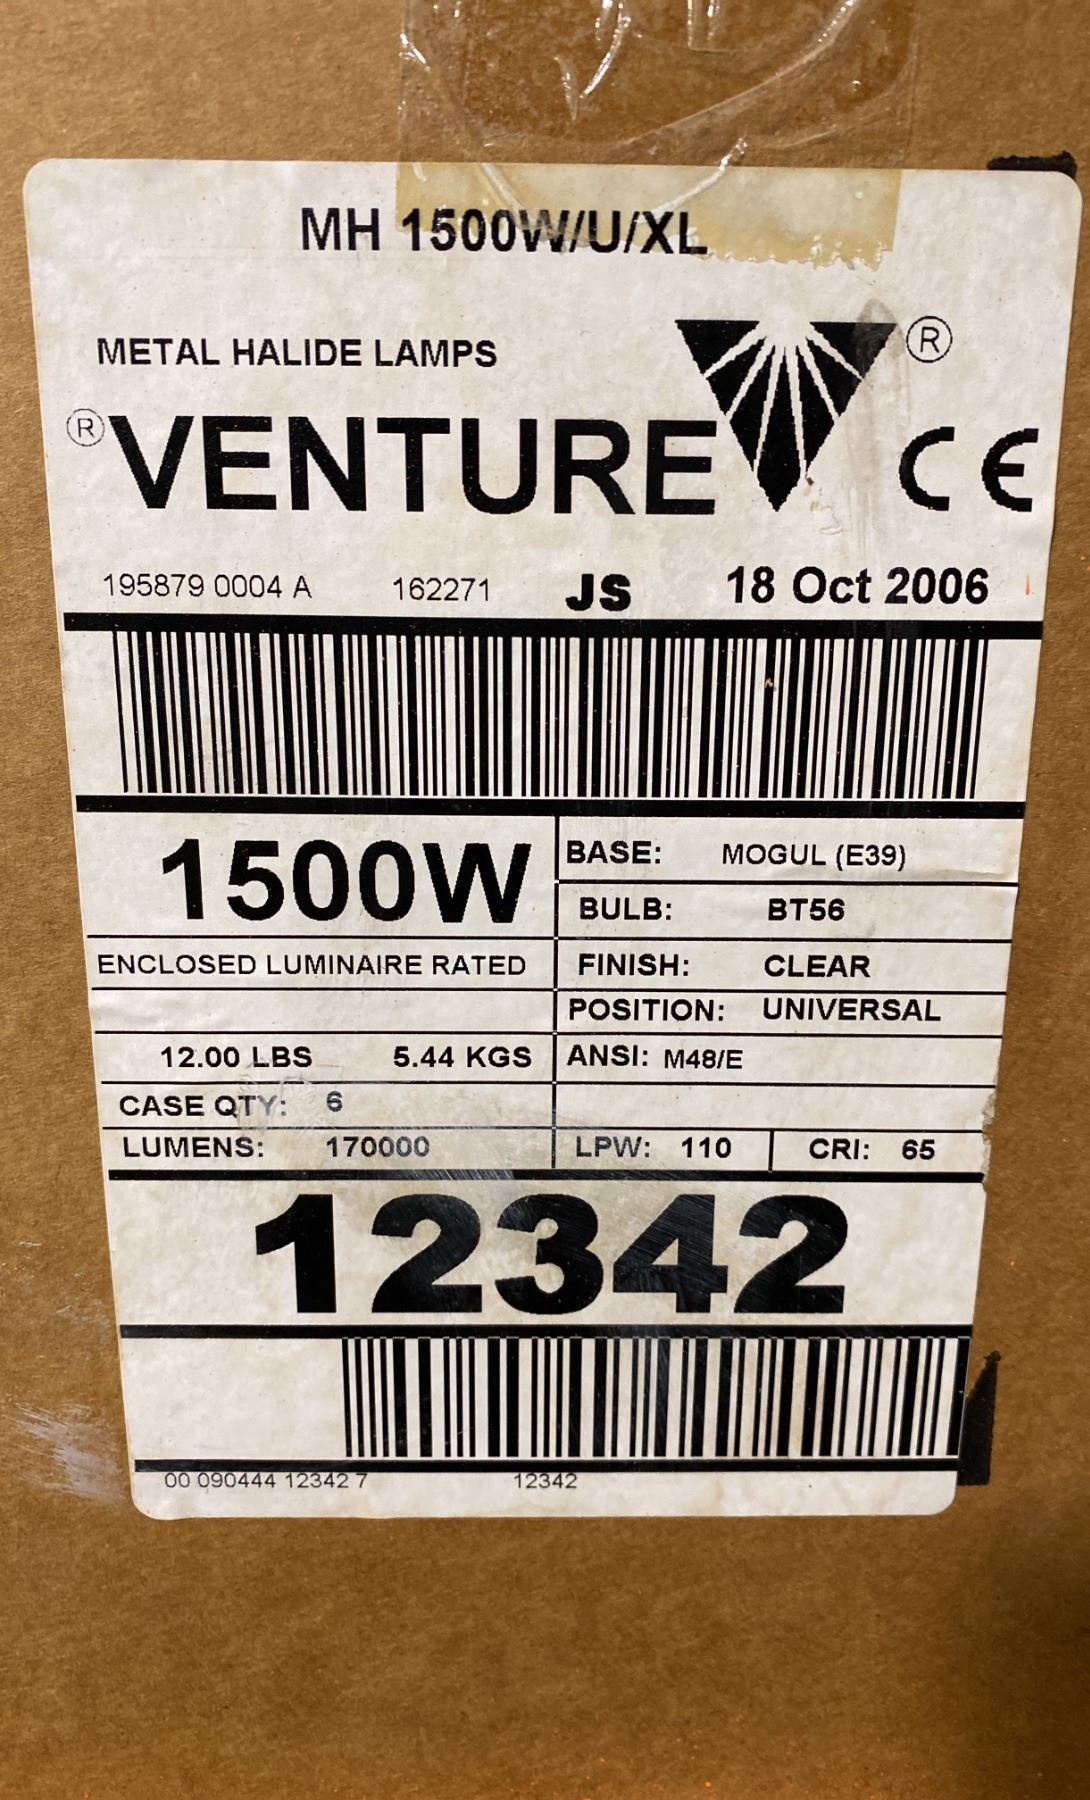 MH 1500W/U/XL
METAL HALIDE LAMPS
®
® VENTURE CE
195879 0004 A 162271 JS 18 Oct 2006
1500W
BASE: MOGUL (E39)
BULB: BT56
ENCLOSED LUMINAIRE RATED
FINISH: CLEAR
POSITION: UNIVERSAL
12.00 LBS 5.44 KGS
ANSI: M48/E
CASE QTY: 6
LUMENS: 170000
LPW: 110 CRI: 65
12342
00 090444 12342 7 12342